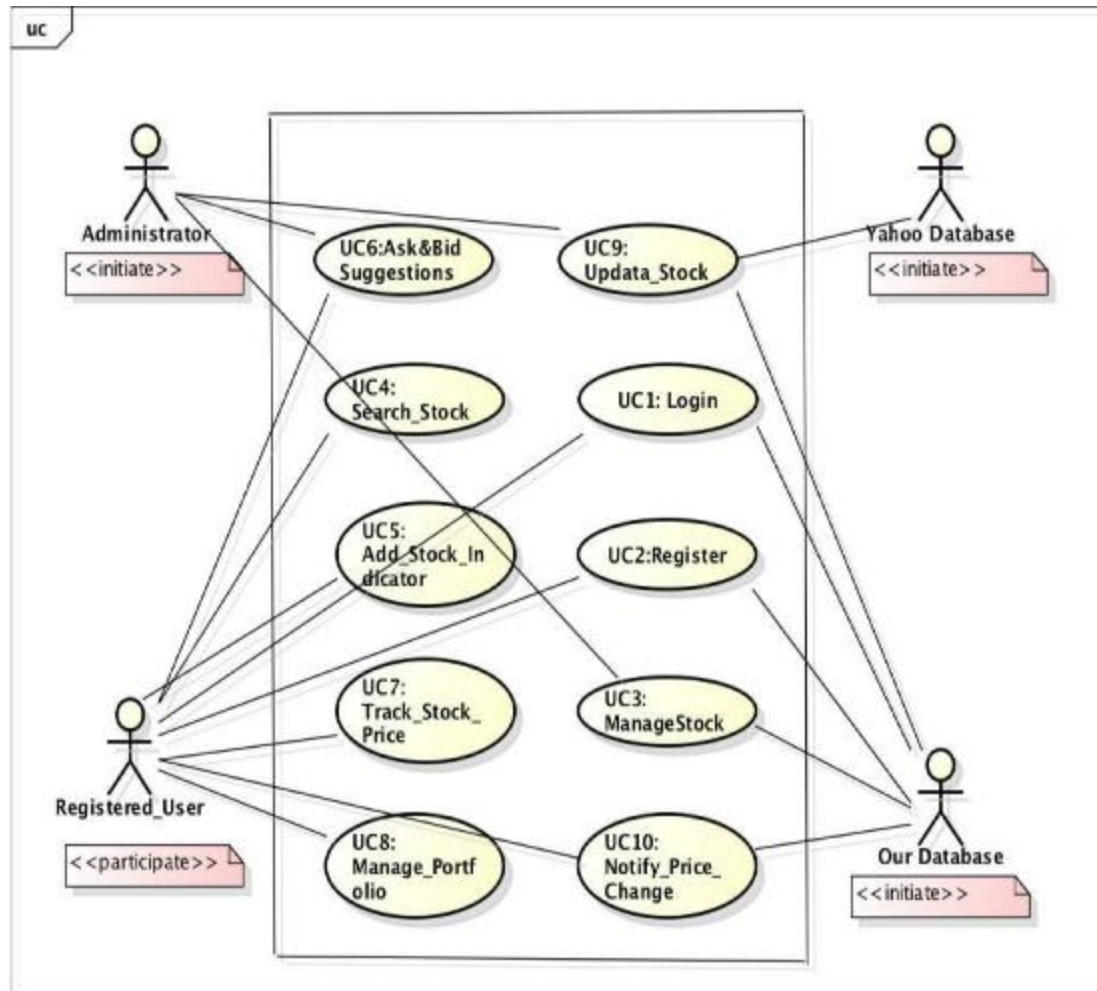 uc
Administrator
<<initiate>>
Yahoo Database
<<initiate>>
UC6:Ask&Bid
Suggestions
UC9:
Updata_Stock
UC4:
Search_Stock
UC1: Login
UC5:
Add_Stock_In
dicator
UC2:Register
UC7:
Track_Stock_
Price
UC3:
ManageStock
Registered_User
<<participate>>
UC8:
Manage_Portf
olio
UC10:
Notify_Price_
Change
Our Database
<<initiate>>